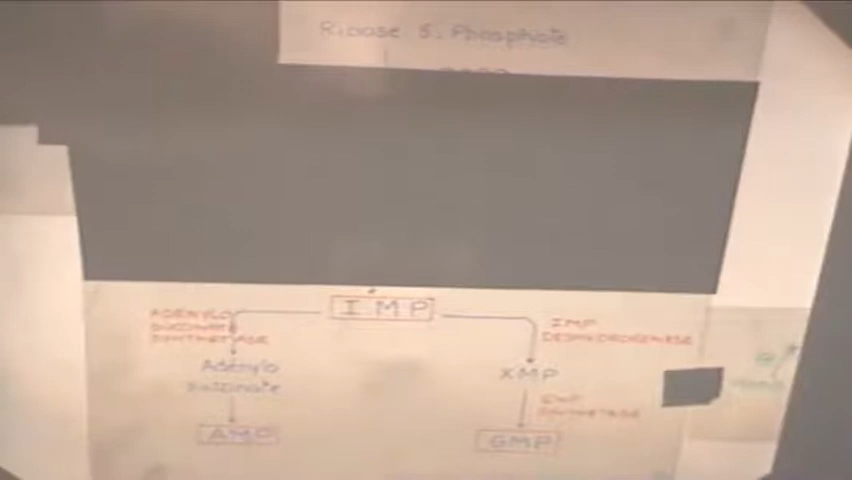 Ribose 5. Phosphate
IMP
ADENYLO
SUCCINATE
SYNTHETASE
IMP
DEHYDROGENASE
Adenylo
Succinate
XMP
GMP
SYNTHETASE
AMP
GMP